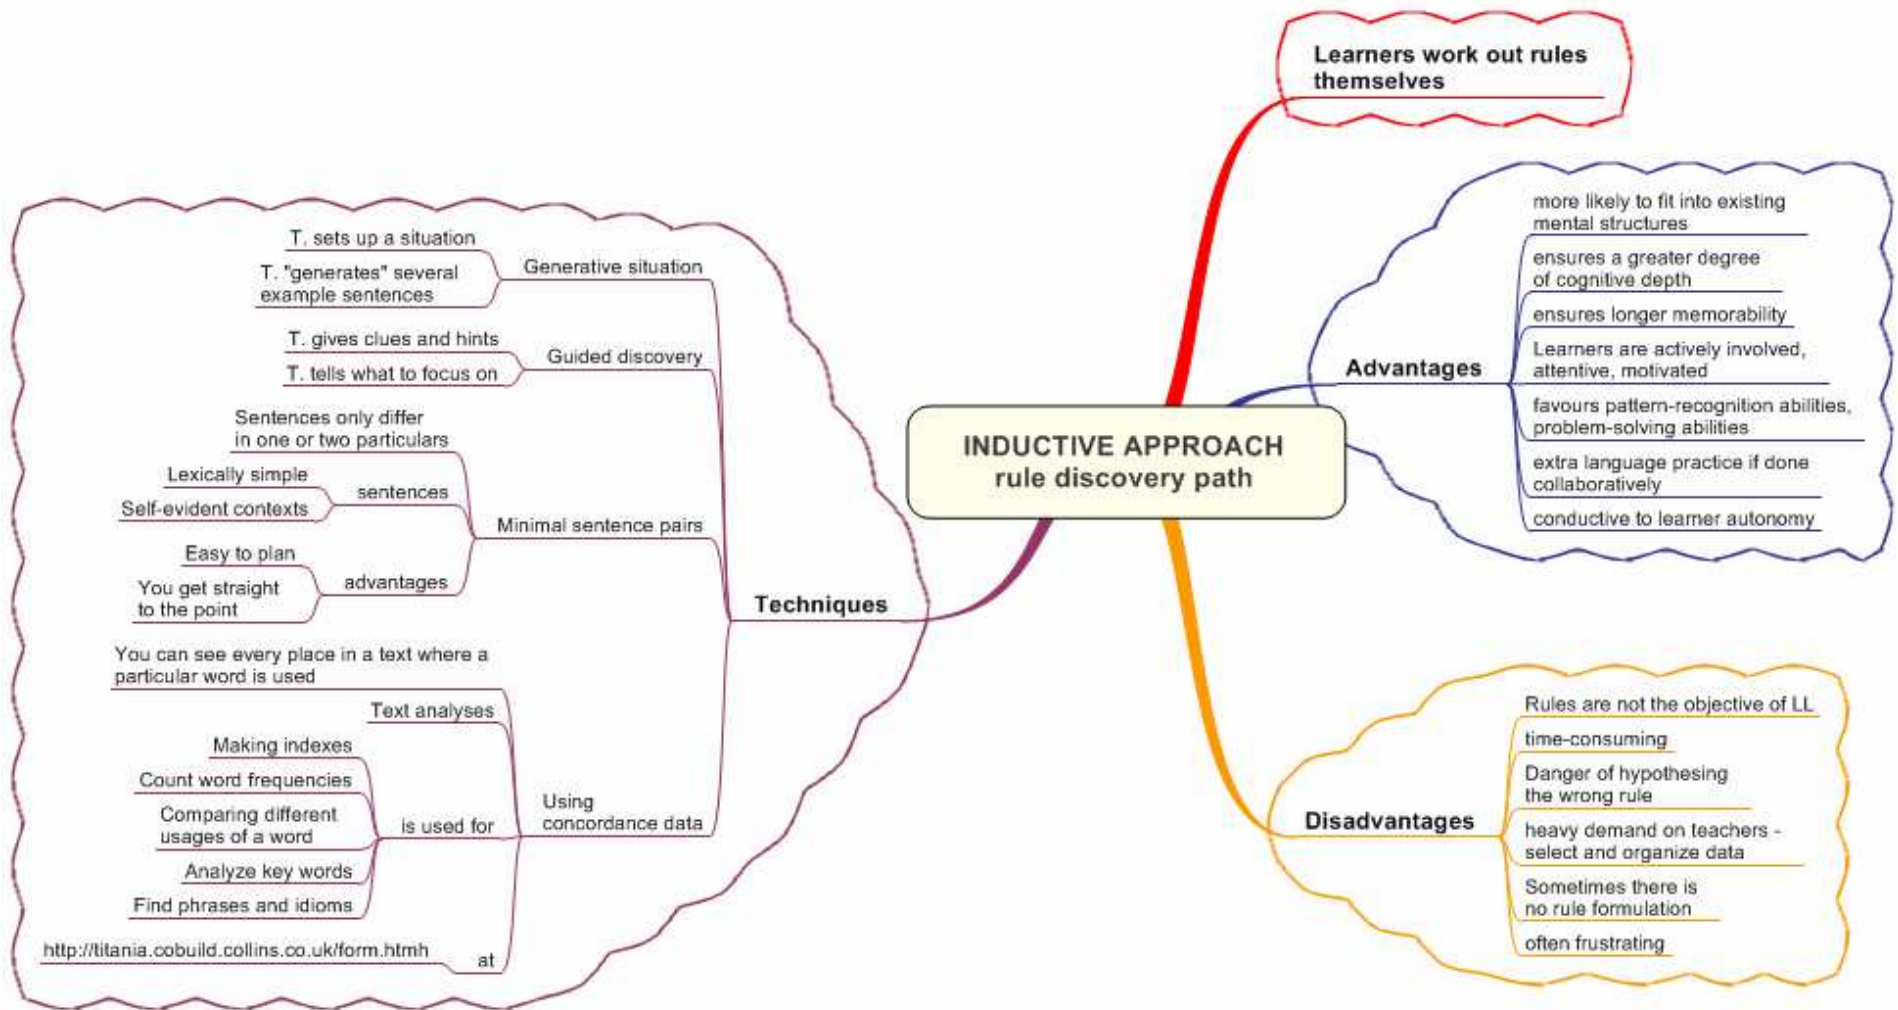 Learners work out rules
themselves
INDUCTIVE APPROACH
rule discovery path
Advantages
more likely to fit into existing
mental structures
ensures a greater degree
of cognitive depth
ensures longer memorability
Learners are actively involved,
attentive, motivated
favours pattern-recognition abilities,
problem-solving abilities
extra language practice if done
collaboratively
conductive to learner autonomy
Disadvantages
Rules are not the objective of LL
time-consuming
Danger of hypothesing
the wrong rule
heavy demand on teachers -
select and organize data
Sometimes there is
no rule formulation
often frustrating
Techniques
Generative situation
T. sets up a situation
T. "generates" several
example sentences
Guided discovery
T. gives clues and hints
T. tells what to focus on
Minimal sentence pairs
Sentences only differ
in one or two particulars
sentences
Lexically simple
Self-evident contexts
advantages
Easy to plan
You get straight
to the point
Using
concordance data
You can see every place in a text where a
particular word is used
Text analyses
is used for
Making indexes
Count word frequencies
Comparing different
usages of a word
Analyze key words
Find phrases and idioms
at
http://titania.cobuild.collins.co.uk/form.htmh